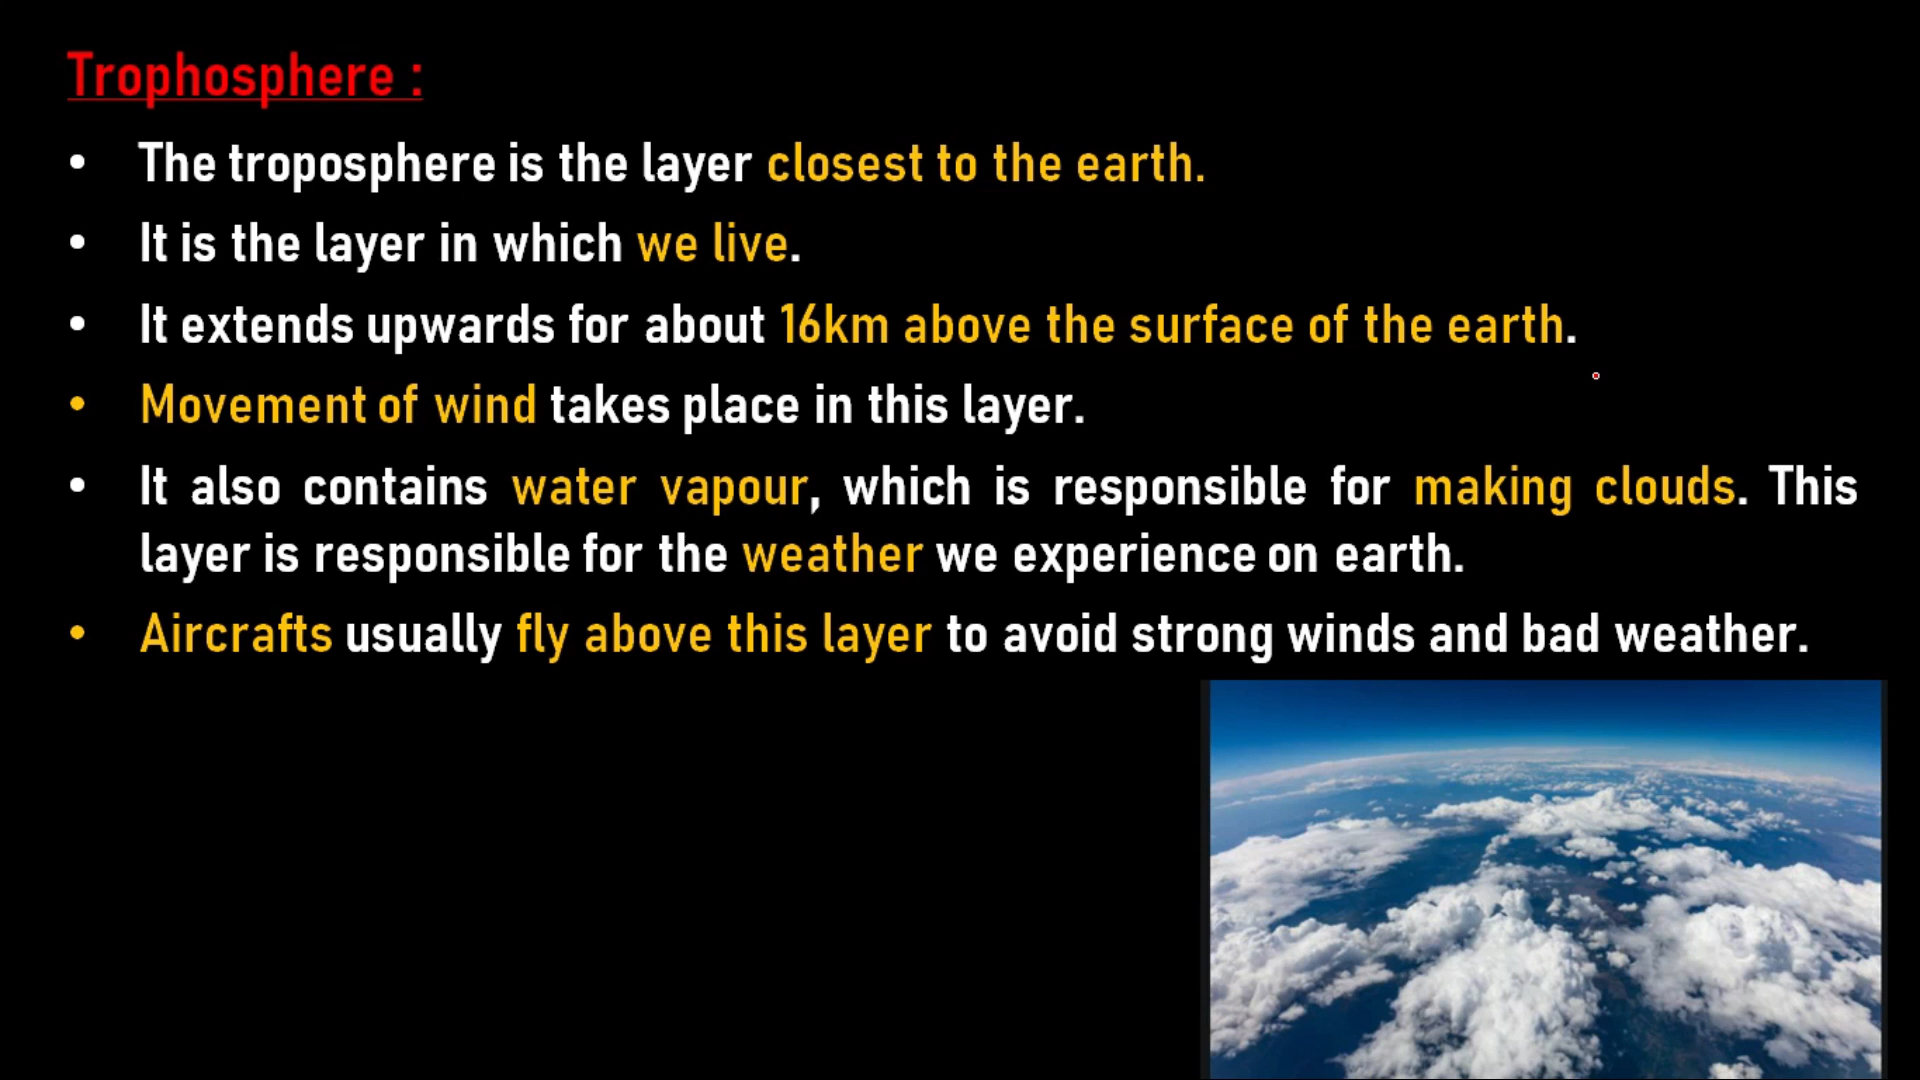 Trophosphere :
• The troposphere is the layer closest to the earth.
• It is the layer in which we live.
• It extends upwards for about 16km above the surface of the earth.
• Movement of wind takes place in this layer.
• It also contains water vapour, which is responsible for making clouds. This
layer is responsible for the weather we experience on earth.
• Aircrafts usually fly above this layer to avoid strong winds and bad weather.